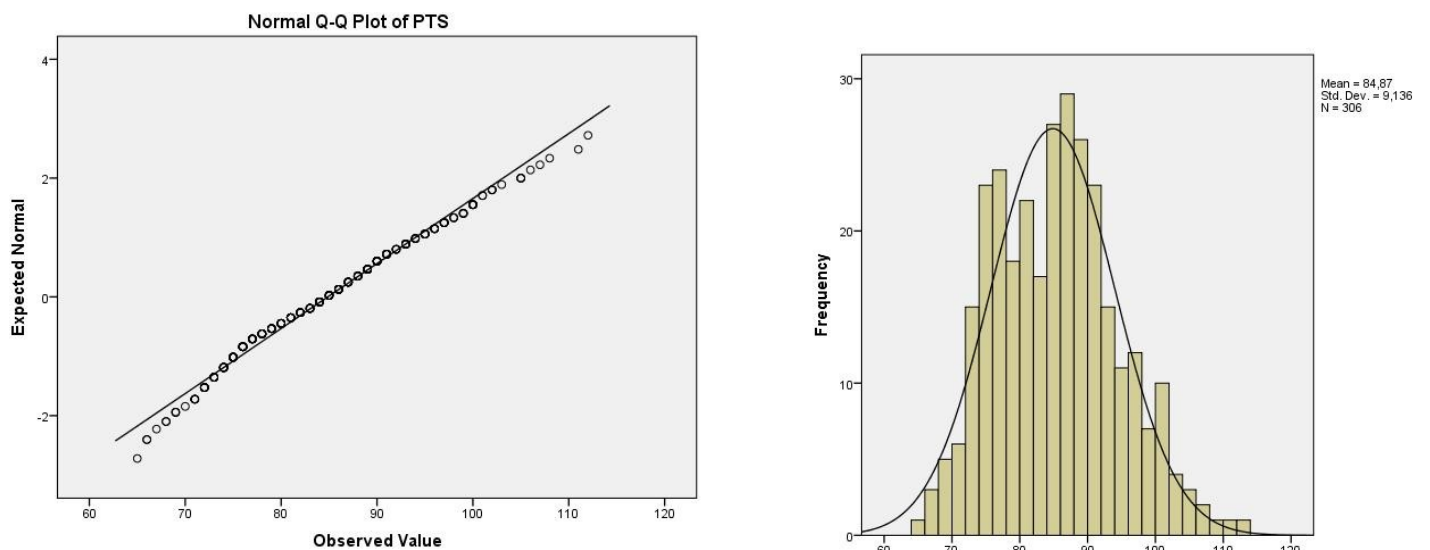 Normal Q-Q Plot of PTS
4
2
0
-2
60 70 80 90 100 110 120
Expected Normal
Observed Value
30
20
10
0
60 70 80 90 100 110 120
Frequency
Mean = 84,87
Std. Dev. = 9,136
N = 306